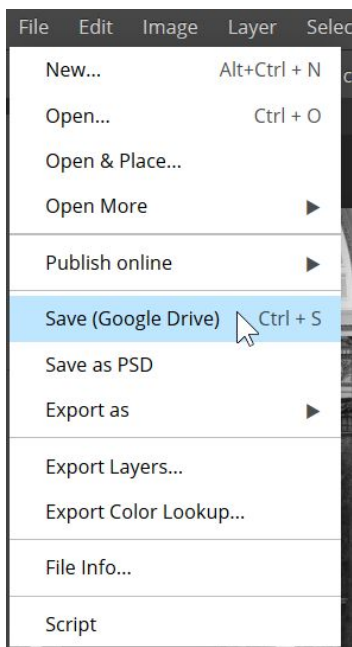 File Edit Image Layer Selec
New... Alt+Ctrl + N
Open... Ctrl + O
Open & Place...
Open More ▶
Publish online ▶
Save (Google Drive) Ctrl + S
Save as PSD
Export as ▶
Export Layers...
Export Color Lookup...
File Info...
Script